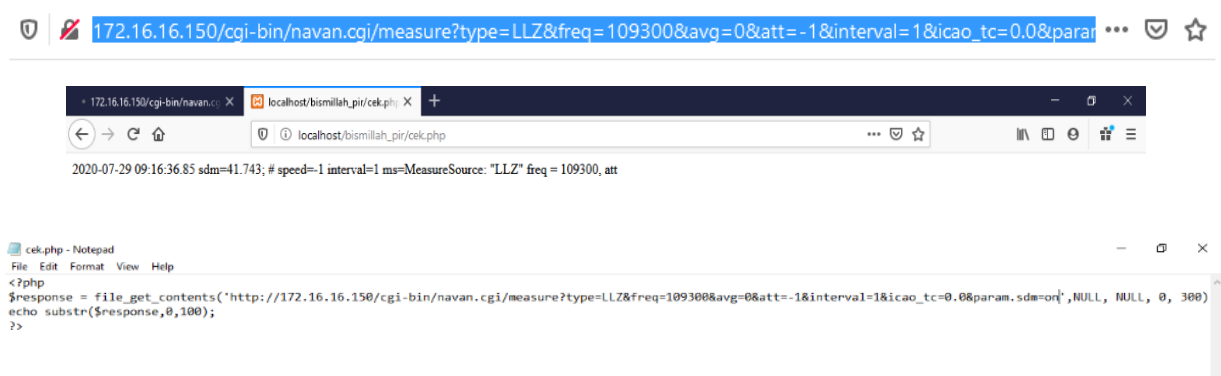 172.16.16.150/cgi-bin/navan.cgi/measure?type=LLZ&freq=109300&avg=0&att=-1&interval=1&icao_tc=0.0&parar
172.16.16.150/cgi-bin/navan.cg
localhost/bismillah_pir/cek.php
localhost/bismillah_pir/cek.php
2020-07-29 09:16:36.85 sdm=41.743; # speed=-1 interval=1 ms=MeasureSource: "LLZ" freq = 109300, att
cek.php - Notepad
File Edit Format View Help
<?php
$response = file_get_contents('http://172.16.16.150/cgi-bin/navan.cgi/measure?type=LLZ&freq=109300&avg=0&att=-1&interval=1&icao_tc=0.0&param.sdm=on',NULL, NULL, 0, 300)
echo substr($response,0,100);
?>